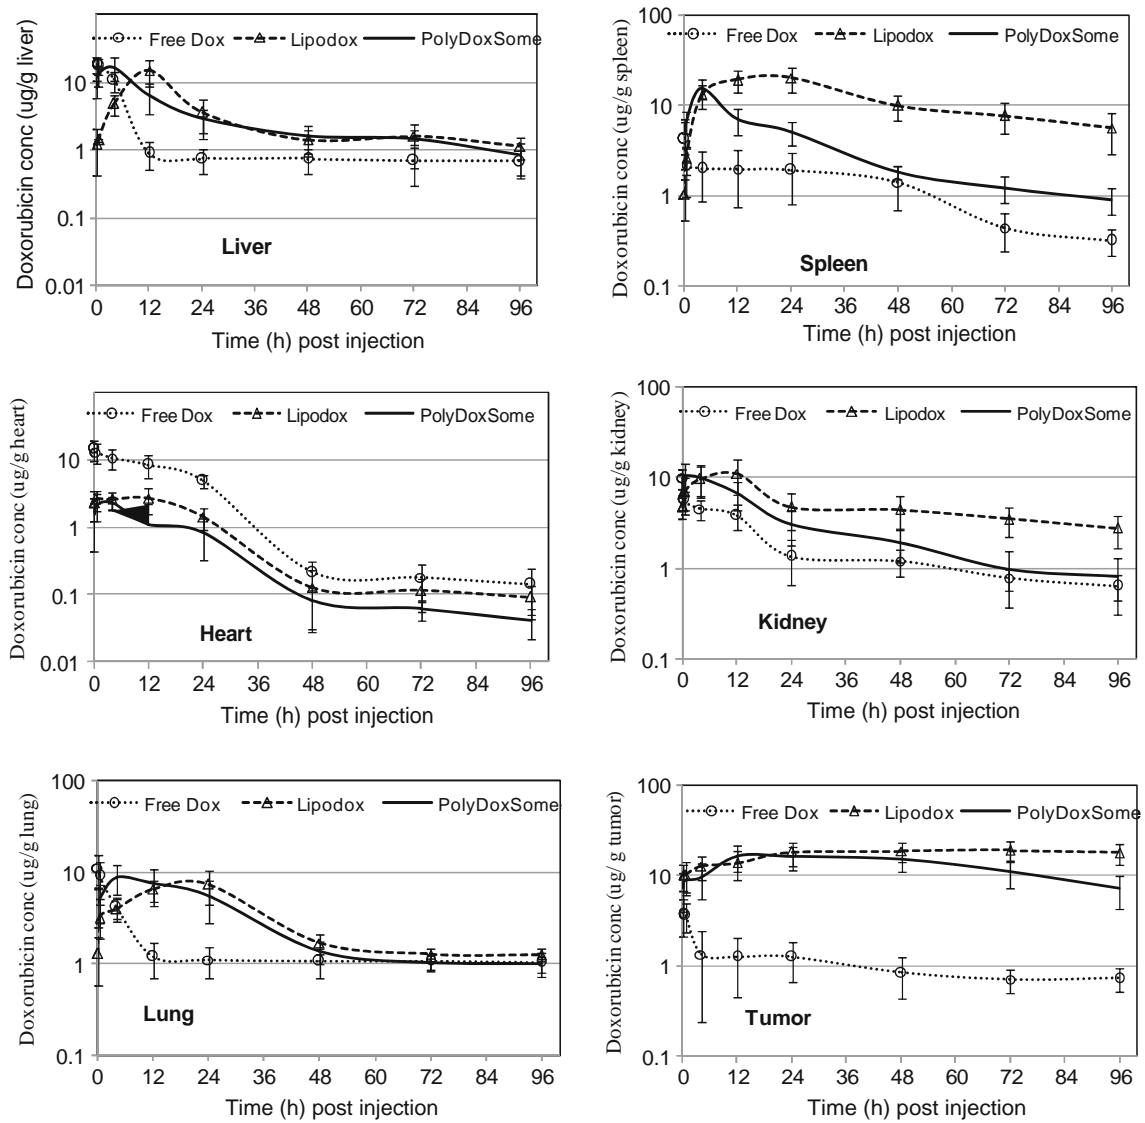 Doxorubicin conc (ug/g liver)
Free Dox Lipodox PolyDoxSome
10
1
0.1
0.01
Liver
0 12 24 36 48 60 72 84 96
Time (h) post injection
Doxorubicin conc (ug/g spleen)
100
Free Dox Lipodox PolyDoxSome
10
1
0.1
Spleen
0 12 24 36 48 60 72 84 96
Time (h) post injection
Doxorubicin conc (ug/g heart)
Free Dox Lipodox PolyDoxSome
10
1
0.1
0.01
Heart
0 12 24 36 48 60 72 84 96
Time (h) post injection
Doxorubicin conc (ug/g kidney)
100
Free Dox Lipodox PolyDoxSome
10
1
0.1
Kidney
0 12 24 36 48 60 72 84 96
Time (h) post injection
Doxorubicin conc (ug/g lung)
100
Free Dox Lipodox PolyDoxSome
10
1
0.1
Lung
0 12 24 36 48 60 72 84 96
Time (h) post injection
Doxorubicin conc (ug/ g tumor)
100
Free Dox Lipodox PolyDoxSome
10
1
0.1
Tumor
0 12 24 36 48 60 72 84 96
Time (h) post injection